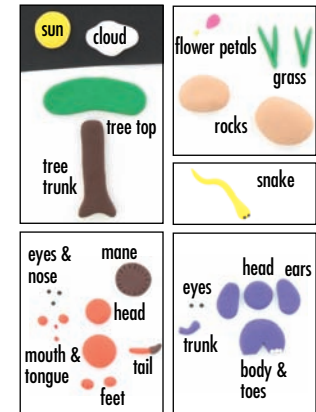 sun
cloud
tree top
tree
trunk
flower petals
grass
rocks
snake
eyes &
nose
mane
head
mouth &
tongue
tail
feet
eyes
head
ears
trunk
body &
toes